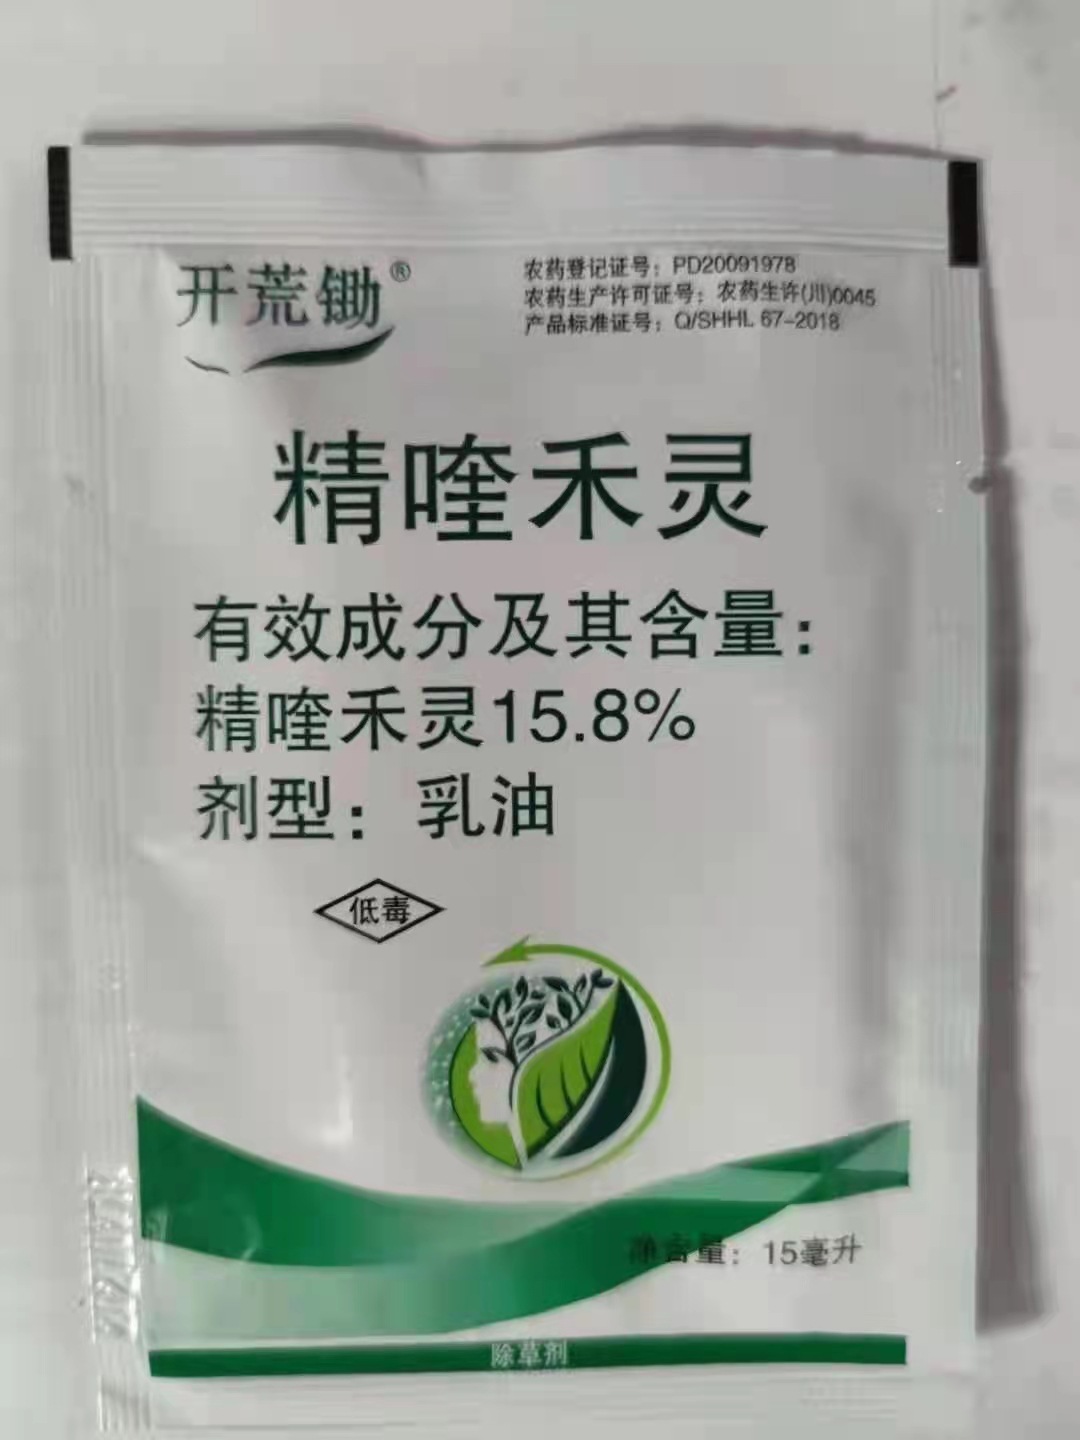 开荒锄®
农药登记证号：PD20091978
农药生产许可证号：农药生许(川)0045
产品标准证号：Q/SHHL 67-2018
精喹禾灵
有效成分及其含量：
精喹禾灵15.8%
剂型：乳油
低毒
净含量：15毫升
除草剂